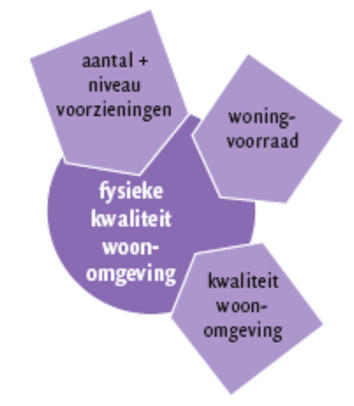 aantal +
niveau
voorzieningen
woning-
voorraad
fysieke
kwaliteit
woon-
omgeving
kwaliteit
woon-
omgeving